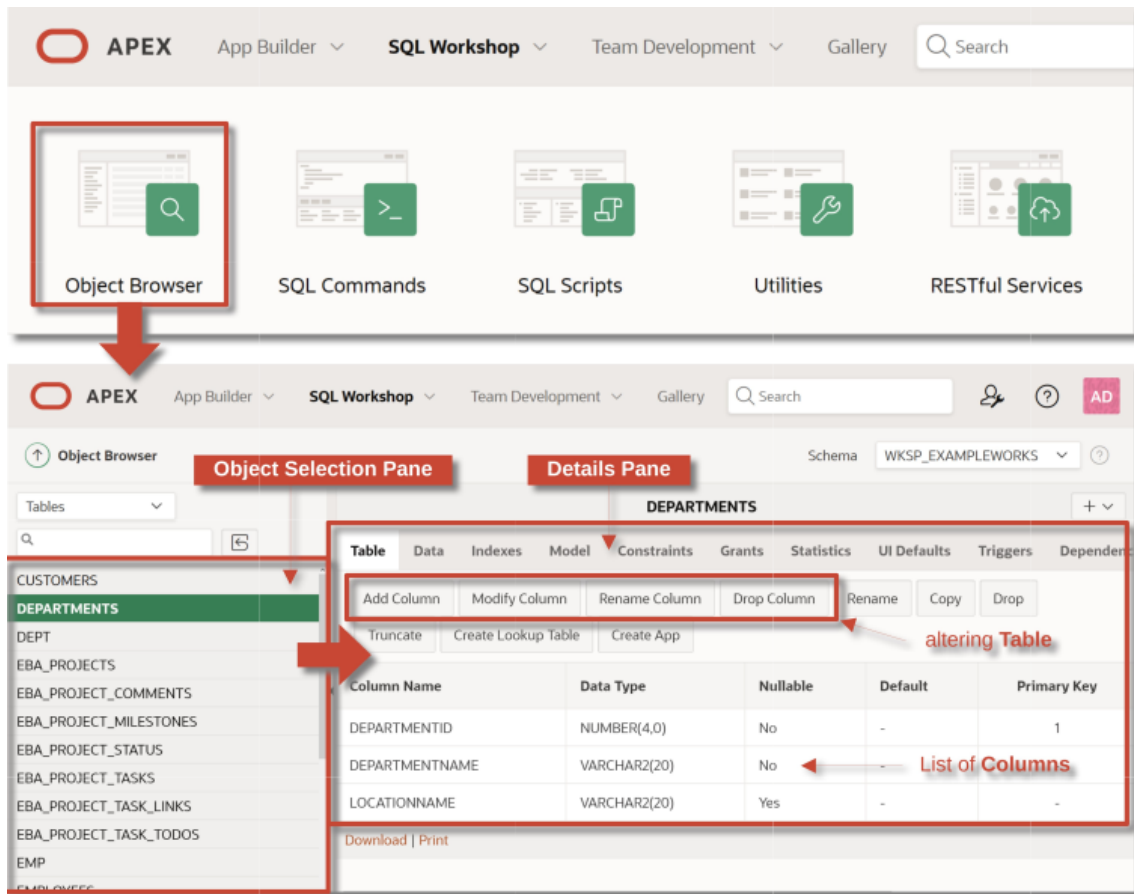 APEX App Builder SQL Workshop Team Development Gallery Search
Object Browser SQL Commands SQL Scripts Utilities RESTful Services
APEX App Builder SQL Workshop Team Development Gallery Search AD
Object Browser Object Selection Pane Details Pane Schema WKSP_EXAMPLEWORKS
Tables
DEPARTMENTS
Table Data Indexes Model Constraints Grants Statistics UI Defaults Triggers Dependenc
CUSTOMERS
DEPARTMENTS
DEPT
EBA_PROJECTS
EBA_PROJECT_COMMENTS
EBA_PROJECT_MILESTONES
EBA_PROJECT_STATUS
EBA_PROJECT_TASKS
EBA_PROJECT_TASK_LINKS
EBA_PROJECT_TASK_TODOS
EMP
EMPLOYEES
Add Column Modify Column Rename Column Drop Column Rename Copy Drop
Truncate Create Lookup Table Create App
altering Table
Column Name Data Type Nullable Default Primary Key
DEPARTMENTID NUMBER(4,0) No - 1
DEPARTMENTNAME VARCHAR2(20) No - List of Columns
LOCATIONNAME VARCHAR2(20) Yes - -
Download | Print